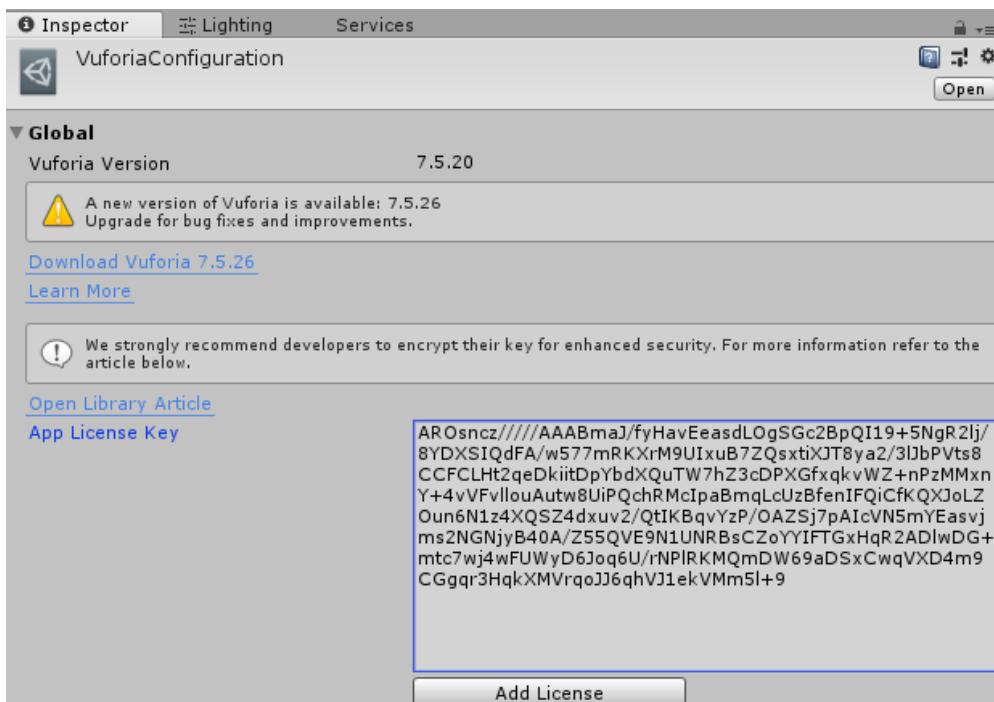 Inspector Lighting Services
VuforiaConfiguration
Open
Global
Vuforia Version 7.5.20
A new version of Vuforia is available: 7.5.26
Upgrade for bug fixes and improvements.
Download Vuforia 7.5.26
Learn More
We strongly recommend developers to encrypt their key for enhanced security. For more information refer to the
article below.
Open Library Article
App License Key
AROsncz/////AAABmaJ/fyHavEeasdLOgSGc2BpQI19+5NgR2lj/
8YDXSIQdFA/w577mRKXrM9UIxuB7ZQsxtiXJT8ya2/3lJbPVts8
CCFCLHt2qeDkiitDpYbdXQuTW7hZ3cDPXGfxqkvWZ+nPzMMxn
Y+4vVFvllouAutw8UiPQchRMcIpaBmqLcUzBfenIFQiCfKQXJoLZ
Oun6N1z4XQSZ4dxuv2/QtIKBqvYzP/OAZSj7pAIcVN5mYEasvj
ms2NGNjyB40A/Z55QVE9N1UNRBsCZoYYIFTGxHqR2ADlwDG+
mtc7wj4wFUWyD6Joq6U/rNPlRKMQmDW69aDSxCwqVXD4m9
CGgqr3HqkXMVrqoJJ6qhVJ1ekVMm5l+9
Add License